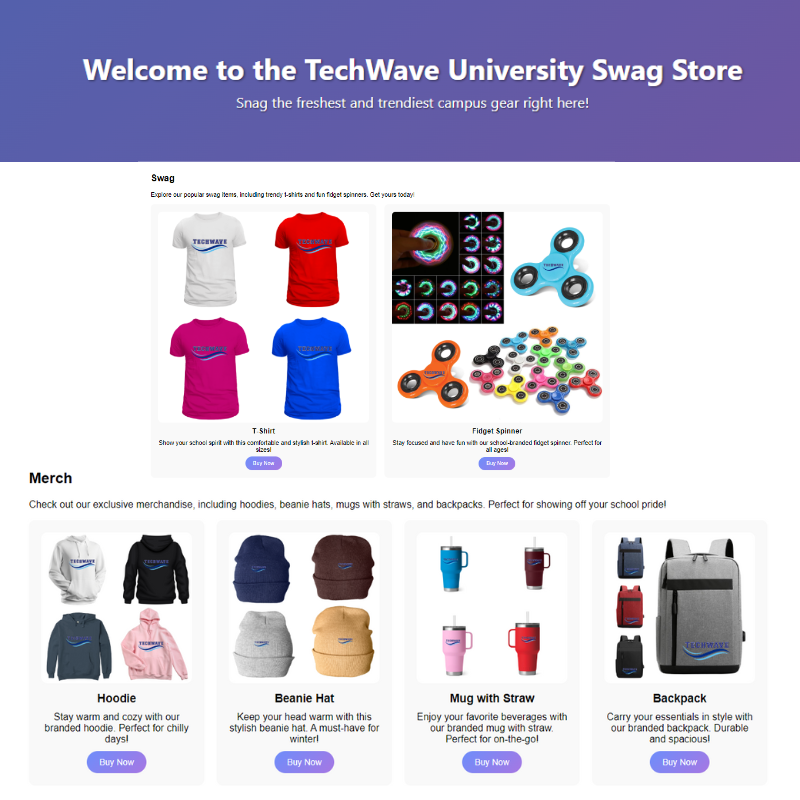 Welcome to the TechWave University Swag Store
Snag the freshest and trendiest campus gear right here!
Swag
Explore our popular swag items, including trendy t-shirts and fun fidget spinners. Get yours today!
TECHWAVE
TECHWAVE
TECHWAVE
TECHWAVE
TECHWAVE
TECHWAVE
T-Shirt
Show your school spirit with this comfortable and stylish t-shirt. Available in all
sizes!
Buy Now
Fidget Spinner
Stay focused and have fun with our school-branded fidget spinner. Perfect for
all ages!
Buy Now
Merch
Check out our exclusive merchandise, including hoodies, beanie hats, mugs with straws, and backpacks. Perfect for showing off your school pride!
TECHWAVE
TECHWAVE
TECHWAVE
TECHWAVE
TECHWAVE
Hoodie
Stay warm and cozy with our
branded hoodie. Perfect for chilly
days!
Buy Now
Beanie Hat
Keep your head warm with this
stylish beanie hat. A must-have for
winter!
Buy Now
Mug with Straw
Enjoy your favorite beverages with
our branded mug with straw.
Perfect for on-the-go!
Buy Now
Backpack
Carry your essentials in style with
our branded backpack. Durable
and spacious!
Buy Now